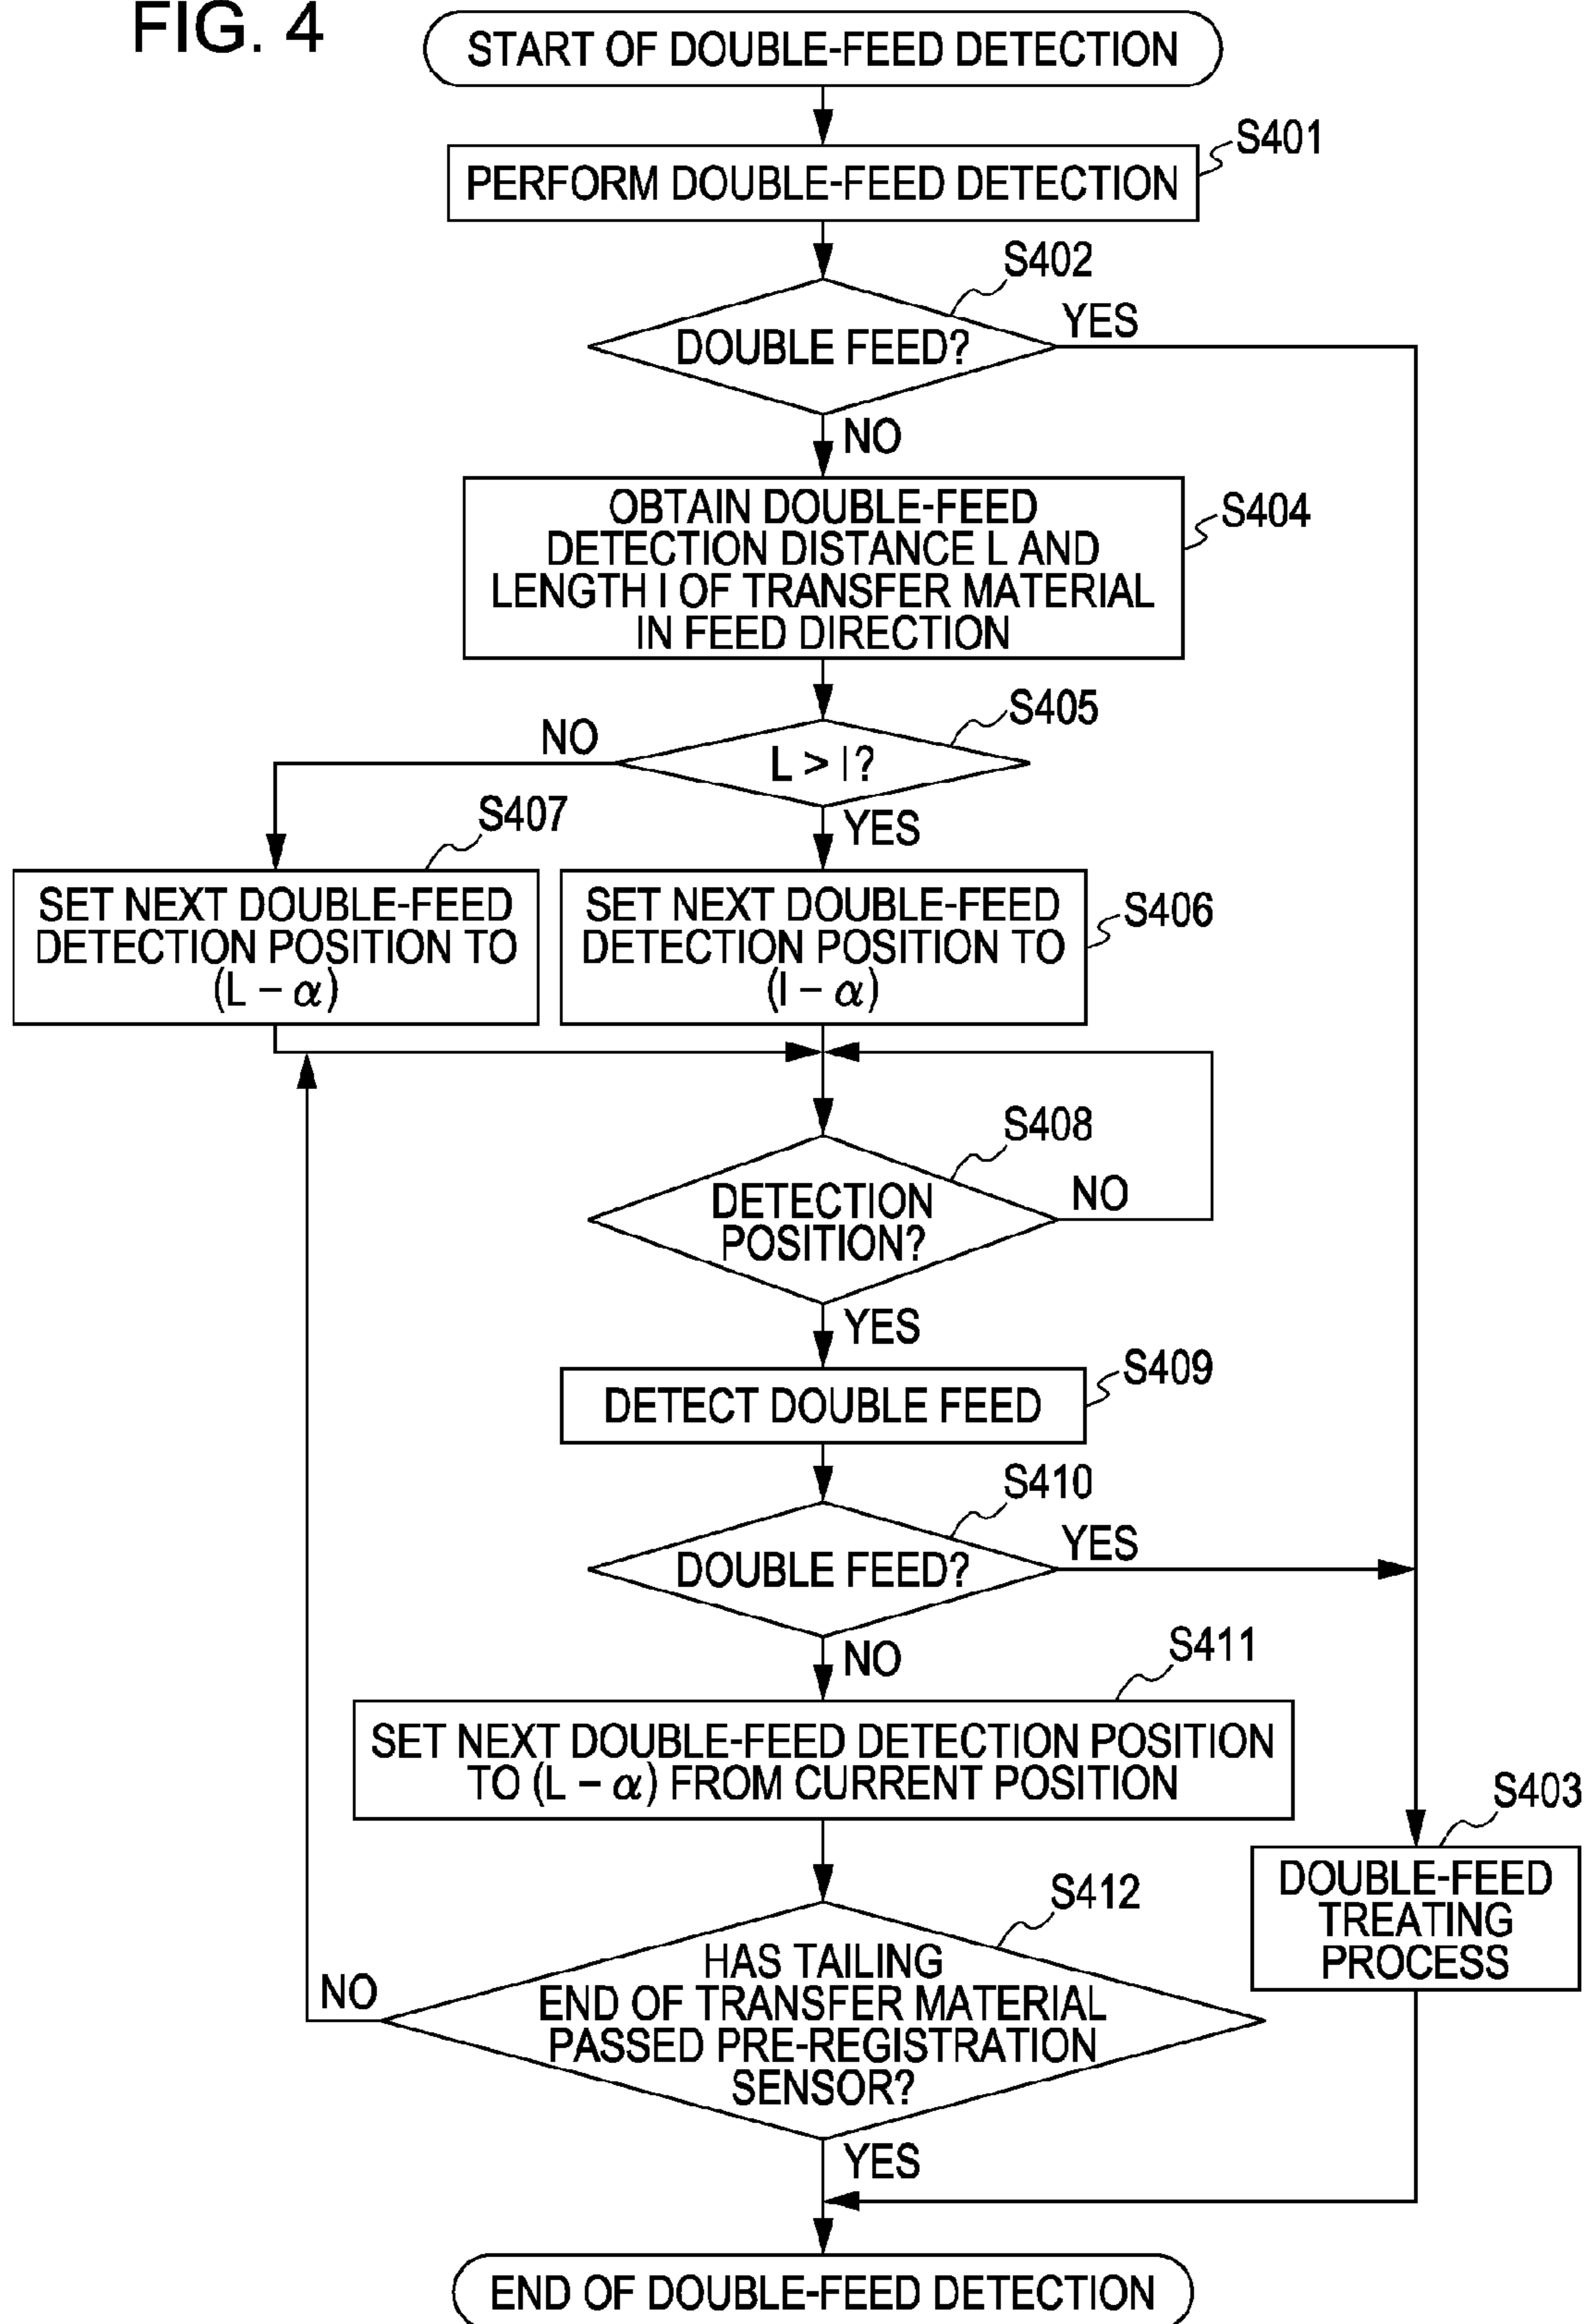 FIG. 4
START OF DOUBLE-FEED DETECTION
S401
PERFORM DOUBLE-FEED DETECTION
S402
DOUBLE FEED?
YES
NO
OBTAIN DOUBLE-FEED
DETECTION DISTANCE L AND
LENGTH l OF TRANSFER MATERIAL
IN FEED DIRECTION
S404
S405
NO
L > l?
YES
S407
SET NEXT DOUBLE-FEED
DETECTION POSITION TO
(L – α)
SET NEXT DOUBLE-FEED
DETECTION POSITION TO
(l – α)
S406
S408
DETECTION
POSITION?
NO
YES
S409
DETECT DOUBLE FEED
S410
DOUBLE FEED?
YES
NO
S411
SET NEXT DOUBLE-FEED DETECTION POSITION
TO (L – α) FROM CURRENT POSITION
S403
DOUBLE-FEED
TREATING
PROCESS
S412
HAS TAILING
END OF TRANSFER MATERIAL
PASSED PRE-REGISTRATION
SENSOR?
NO
YES
END OF DOUBLE-FEED DETECTION